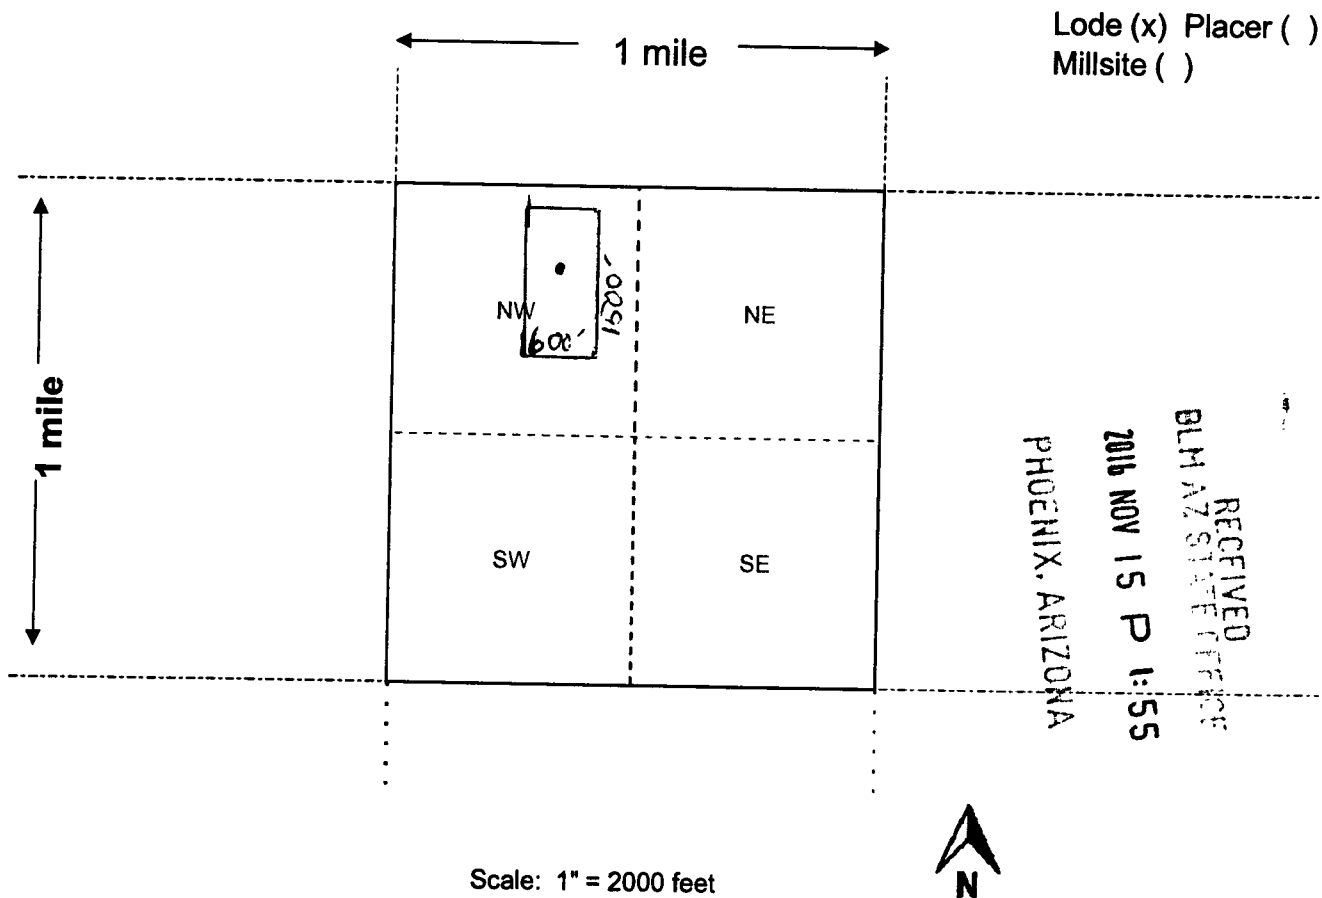 Lode (x) Placer ( )
Millsite ( )
1 mile
1 mile
NW
NE
600'
1500'
SW
SE
RECEIVED
BLM AZ STATE OFFICE
2016 NOV 15 P 1:55
PHOENIX, ARIZONA
Scale: 1" = 2000 feet
N